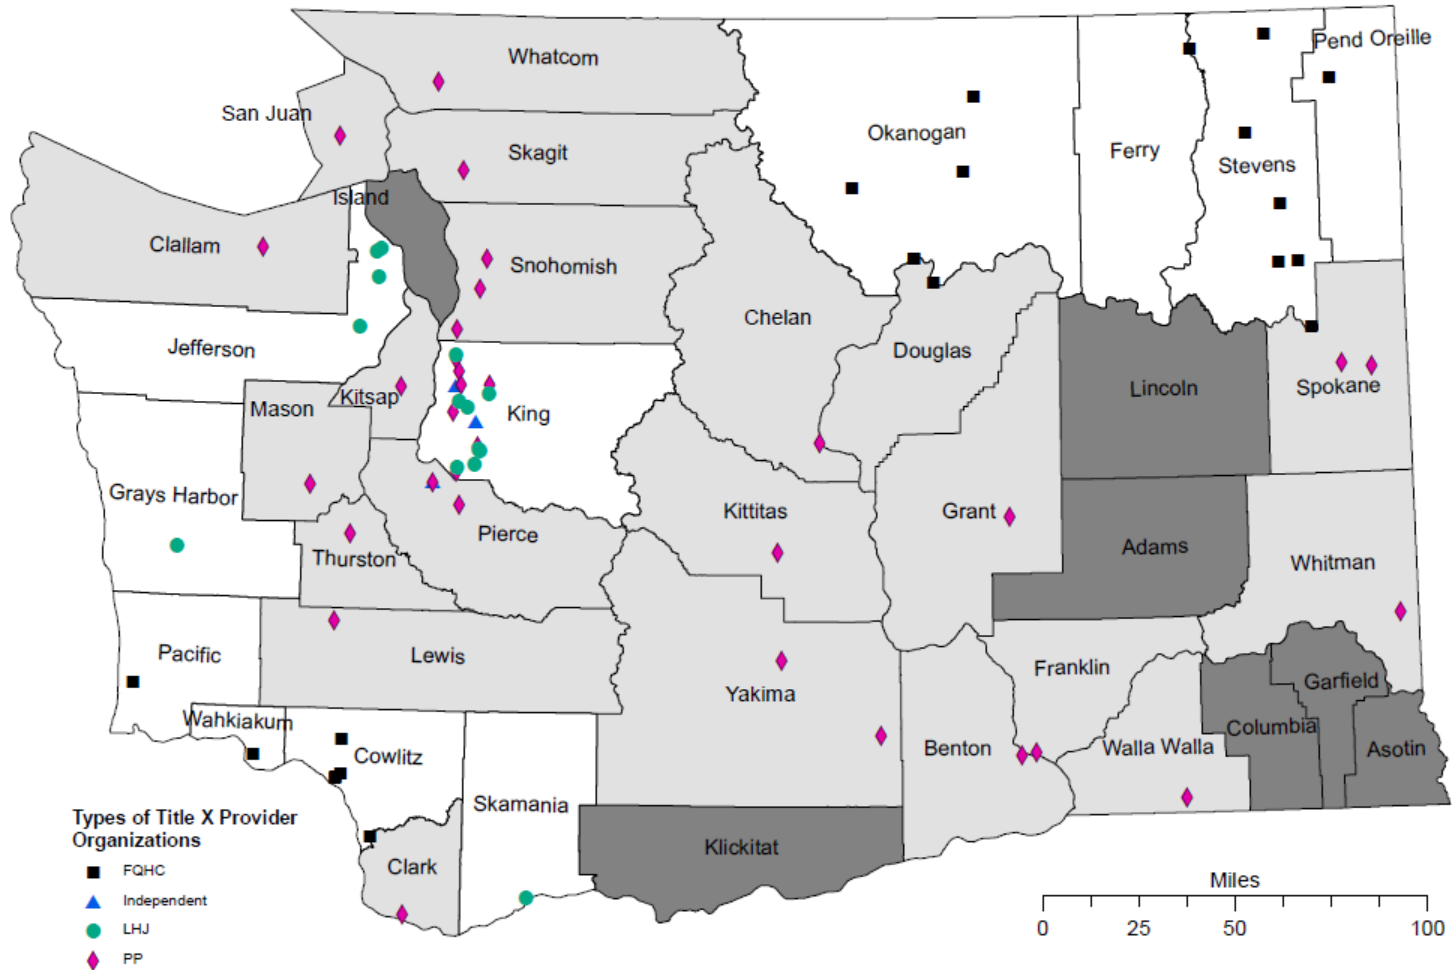 Whatcom
Pend Oreille
San Juan
Okanogan
Skagit
Ferry
Stevens
Island
Clallam
Snohomish
Chelan
Jefferson
Douglas
Lincoln
Spokane
Kitsap
Mason
King
Grays Harbor
Kittitas
Grant
Pierce
Thurston
Adams
Whitman
Pacific
Lewis
Franklin
Garfield
Yakima
Wahkiakum
Columbia
Cowlitz
Benton
Walla Walla
Asotin
Skamania
Klickitat
Clark
Types of Title X Provider
Organizations
FQHC
Independent
LHJ
PP
Miles
0 25 50 100